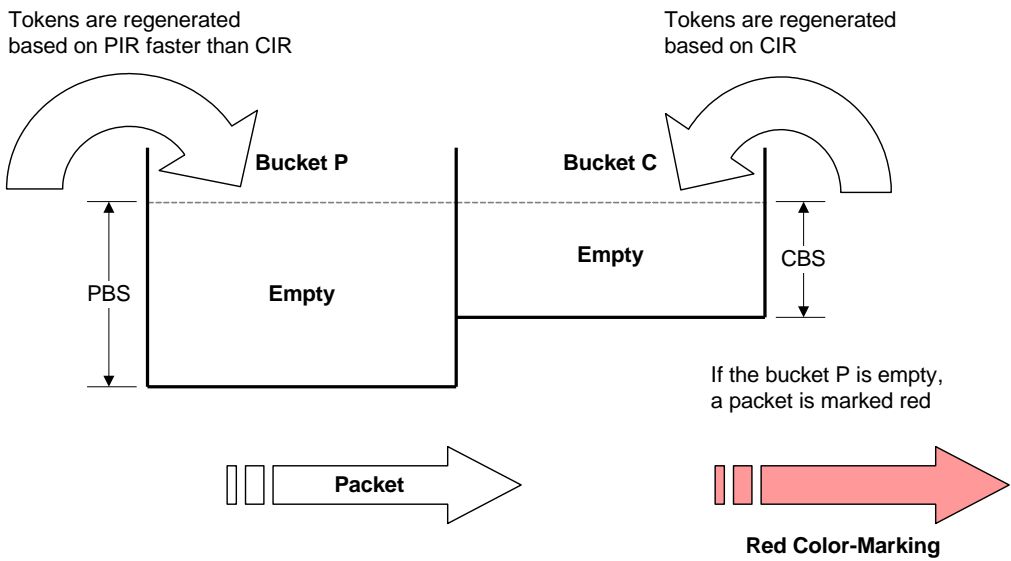 Tokens are regenerated
based on PIR faster than CIR
Tokens are regenerated
based on CIR
Bucket P
Bucket C
Empty
CBS
PBS
Empty
If the bucket P is empty,
a packet is marked red
Packet
Red Color-Marking